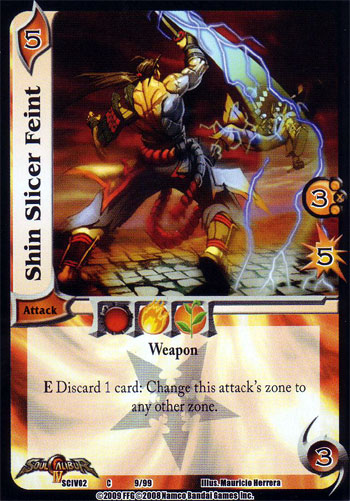 5
Shin Slicer Feint
3
5
Attack
Weapon
E Discard 1 card: Change this attack's zone to
any other zone.
3
SOULCALIBUR
IV
SCIV02 C 9/99 Illus. Mauricio Herrera
©2009 FFG ©2008 Namco Bandai Games Inc.